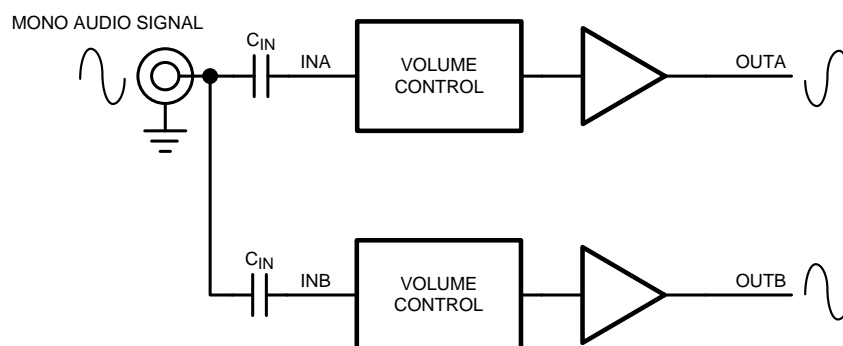 MONO AUDIO SIGNAL
CIN
INA
VOLUME
CONTROL
OUTA
CIN
INB
VOLUME
CONTROL
OUTB